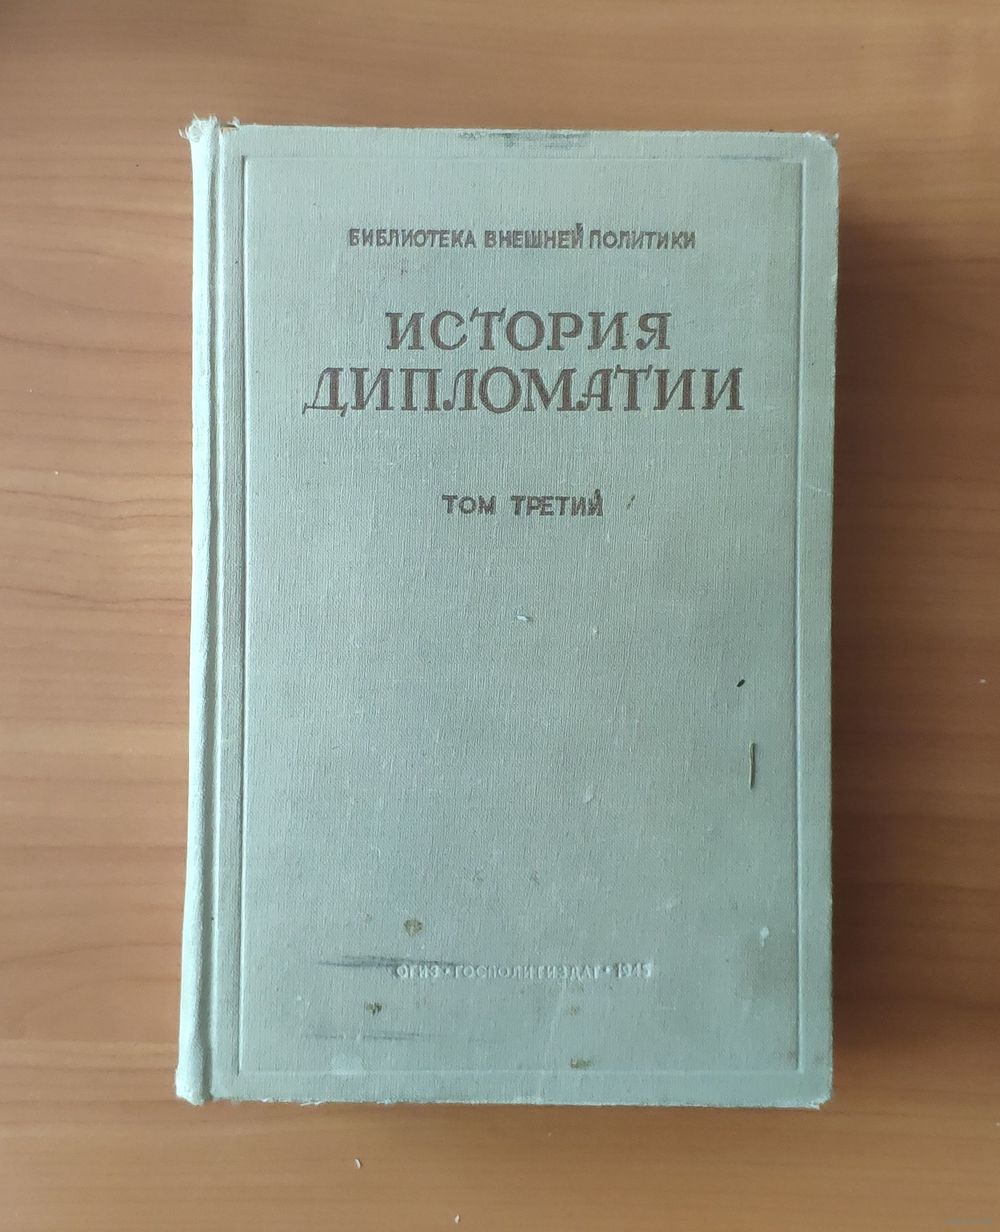 БИБЛИОТЕКА ВНЕШНЕЙ ПОЛИТИКИ
ИСТОРИЯ
ДИПЛОМАТИИ
ТОМ ТРЕТИЙ
ОГИЗ • ГОСПОЛИТИЗДАТ • 1945